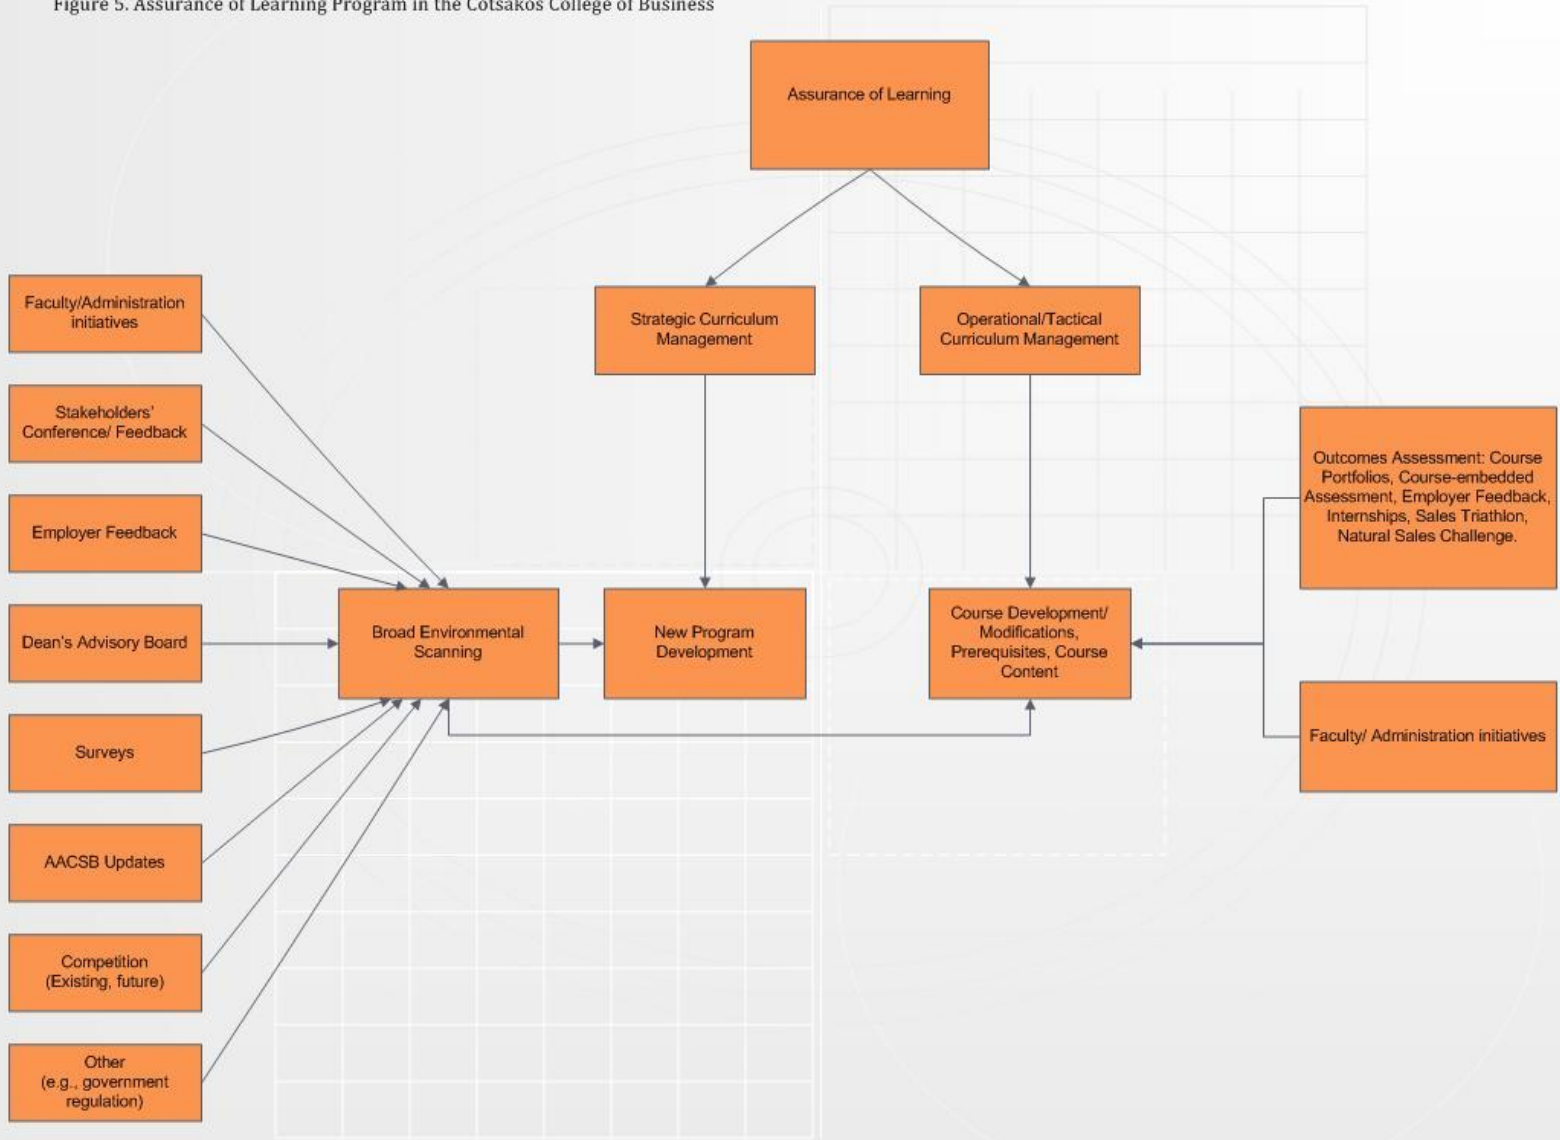 Figure 5. Assurance of Learning Program in the Cotsakos College of Business
Assurance of Learning
Strategic Curriculum
Management
Operational/Tactical
Curriculum Management
Faculty/Administration
initiatives
Stakeholders'
Conference/ Feedback
Employer Feedback
Dean's Advisory Board
Surveys
AACSB Updates
Competition
(Existing, future)
Other
(e.g., government
regulation)
Broad Environmental
Scanning
New Program
Development
Course Development/
Modifications,
Prerequisites, Course
Content
Outcomes Assessment: Course
Portfolios, Course-embedded
Assessment, Employer Feedback,
Internships, Sales Triathlon,
Natural Sales Challenge.
Faculty/ Administration initiatives